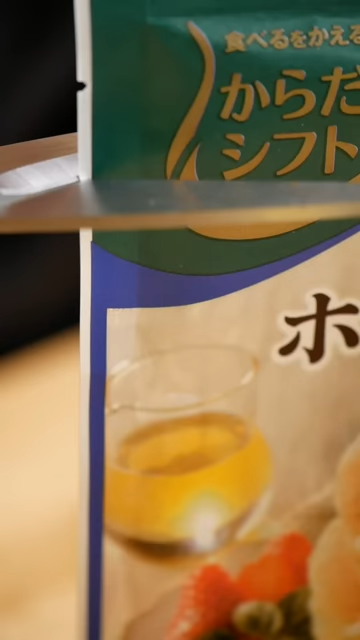 食べるをかえる
からだ
シフト
ホ